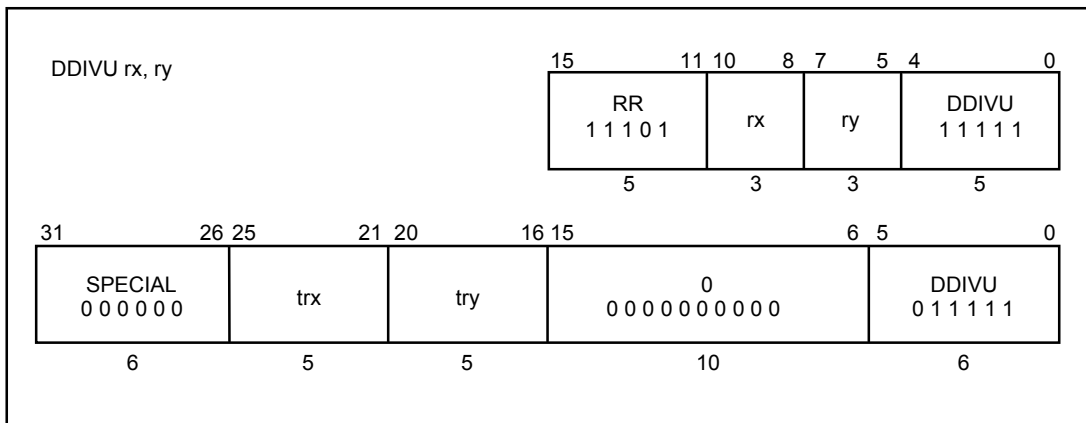 DDIVU rx, ry
15 11 10 8 7 5 4 0
RR rx ry DDIVU
1 1 1 0 1 1 1 1 1 1
5 3 3 5
31 26 25 21 20 16 15 6 5 0
SPECIAL trx try 0 DDIVU
0 0 0 0 0 0 0 0 0 0 0 0 0 0 0 0 0 1 1 1 1 1
6 5 5 10 6